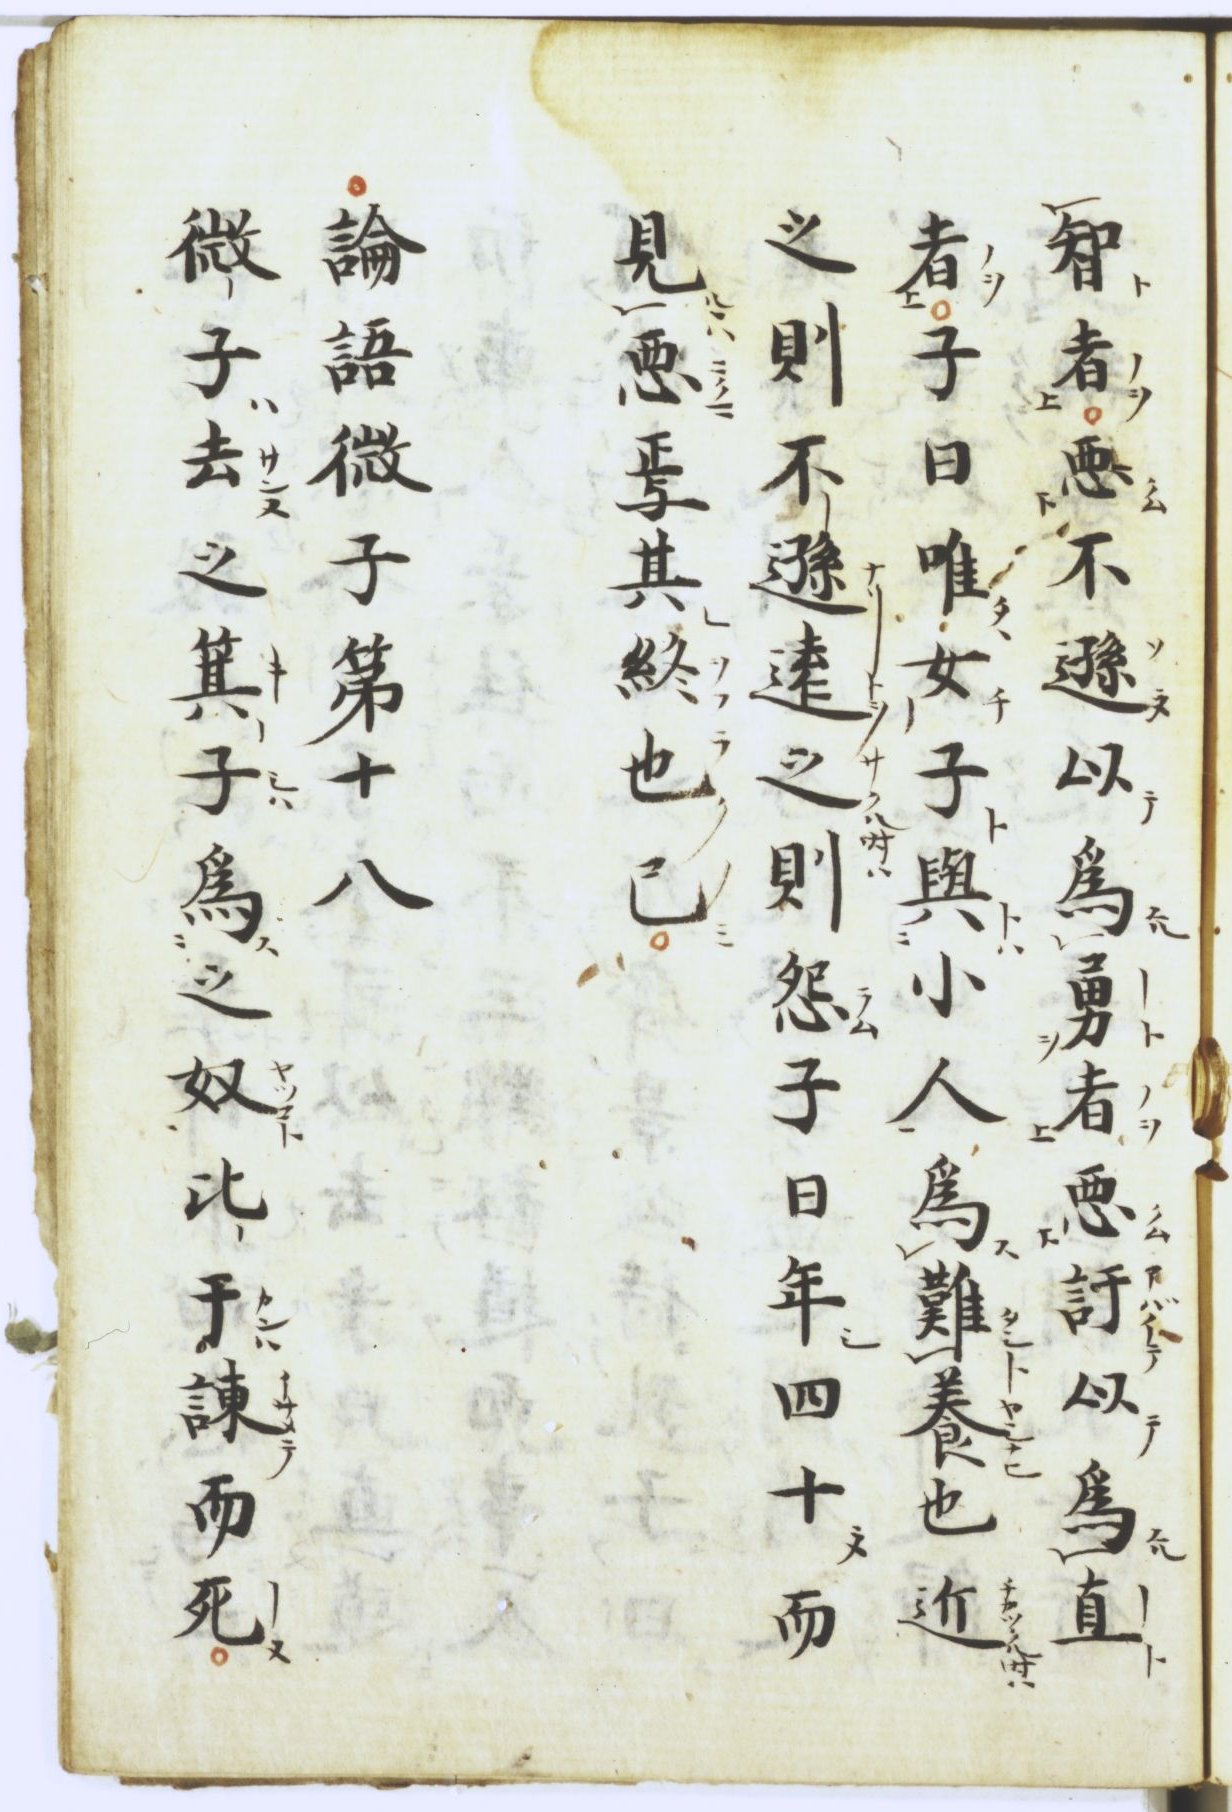 智者悪不遜以為勇者悪訐以為直
者子曰唯女子與小人為難養也近
之則不遜遠之則怨子曰年四十而
見悪焉其終也已
論語微子第十八
微子去之箕子為之奴比干諌而死